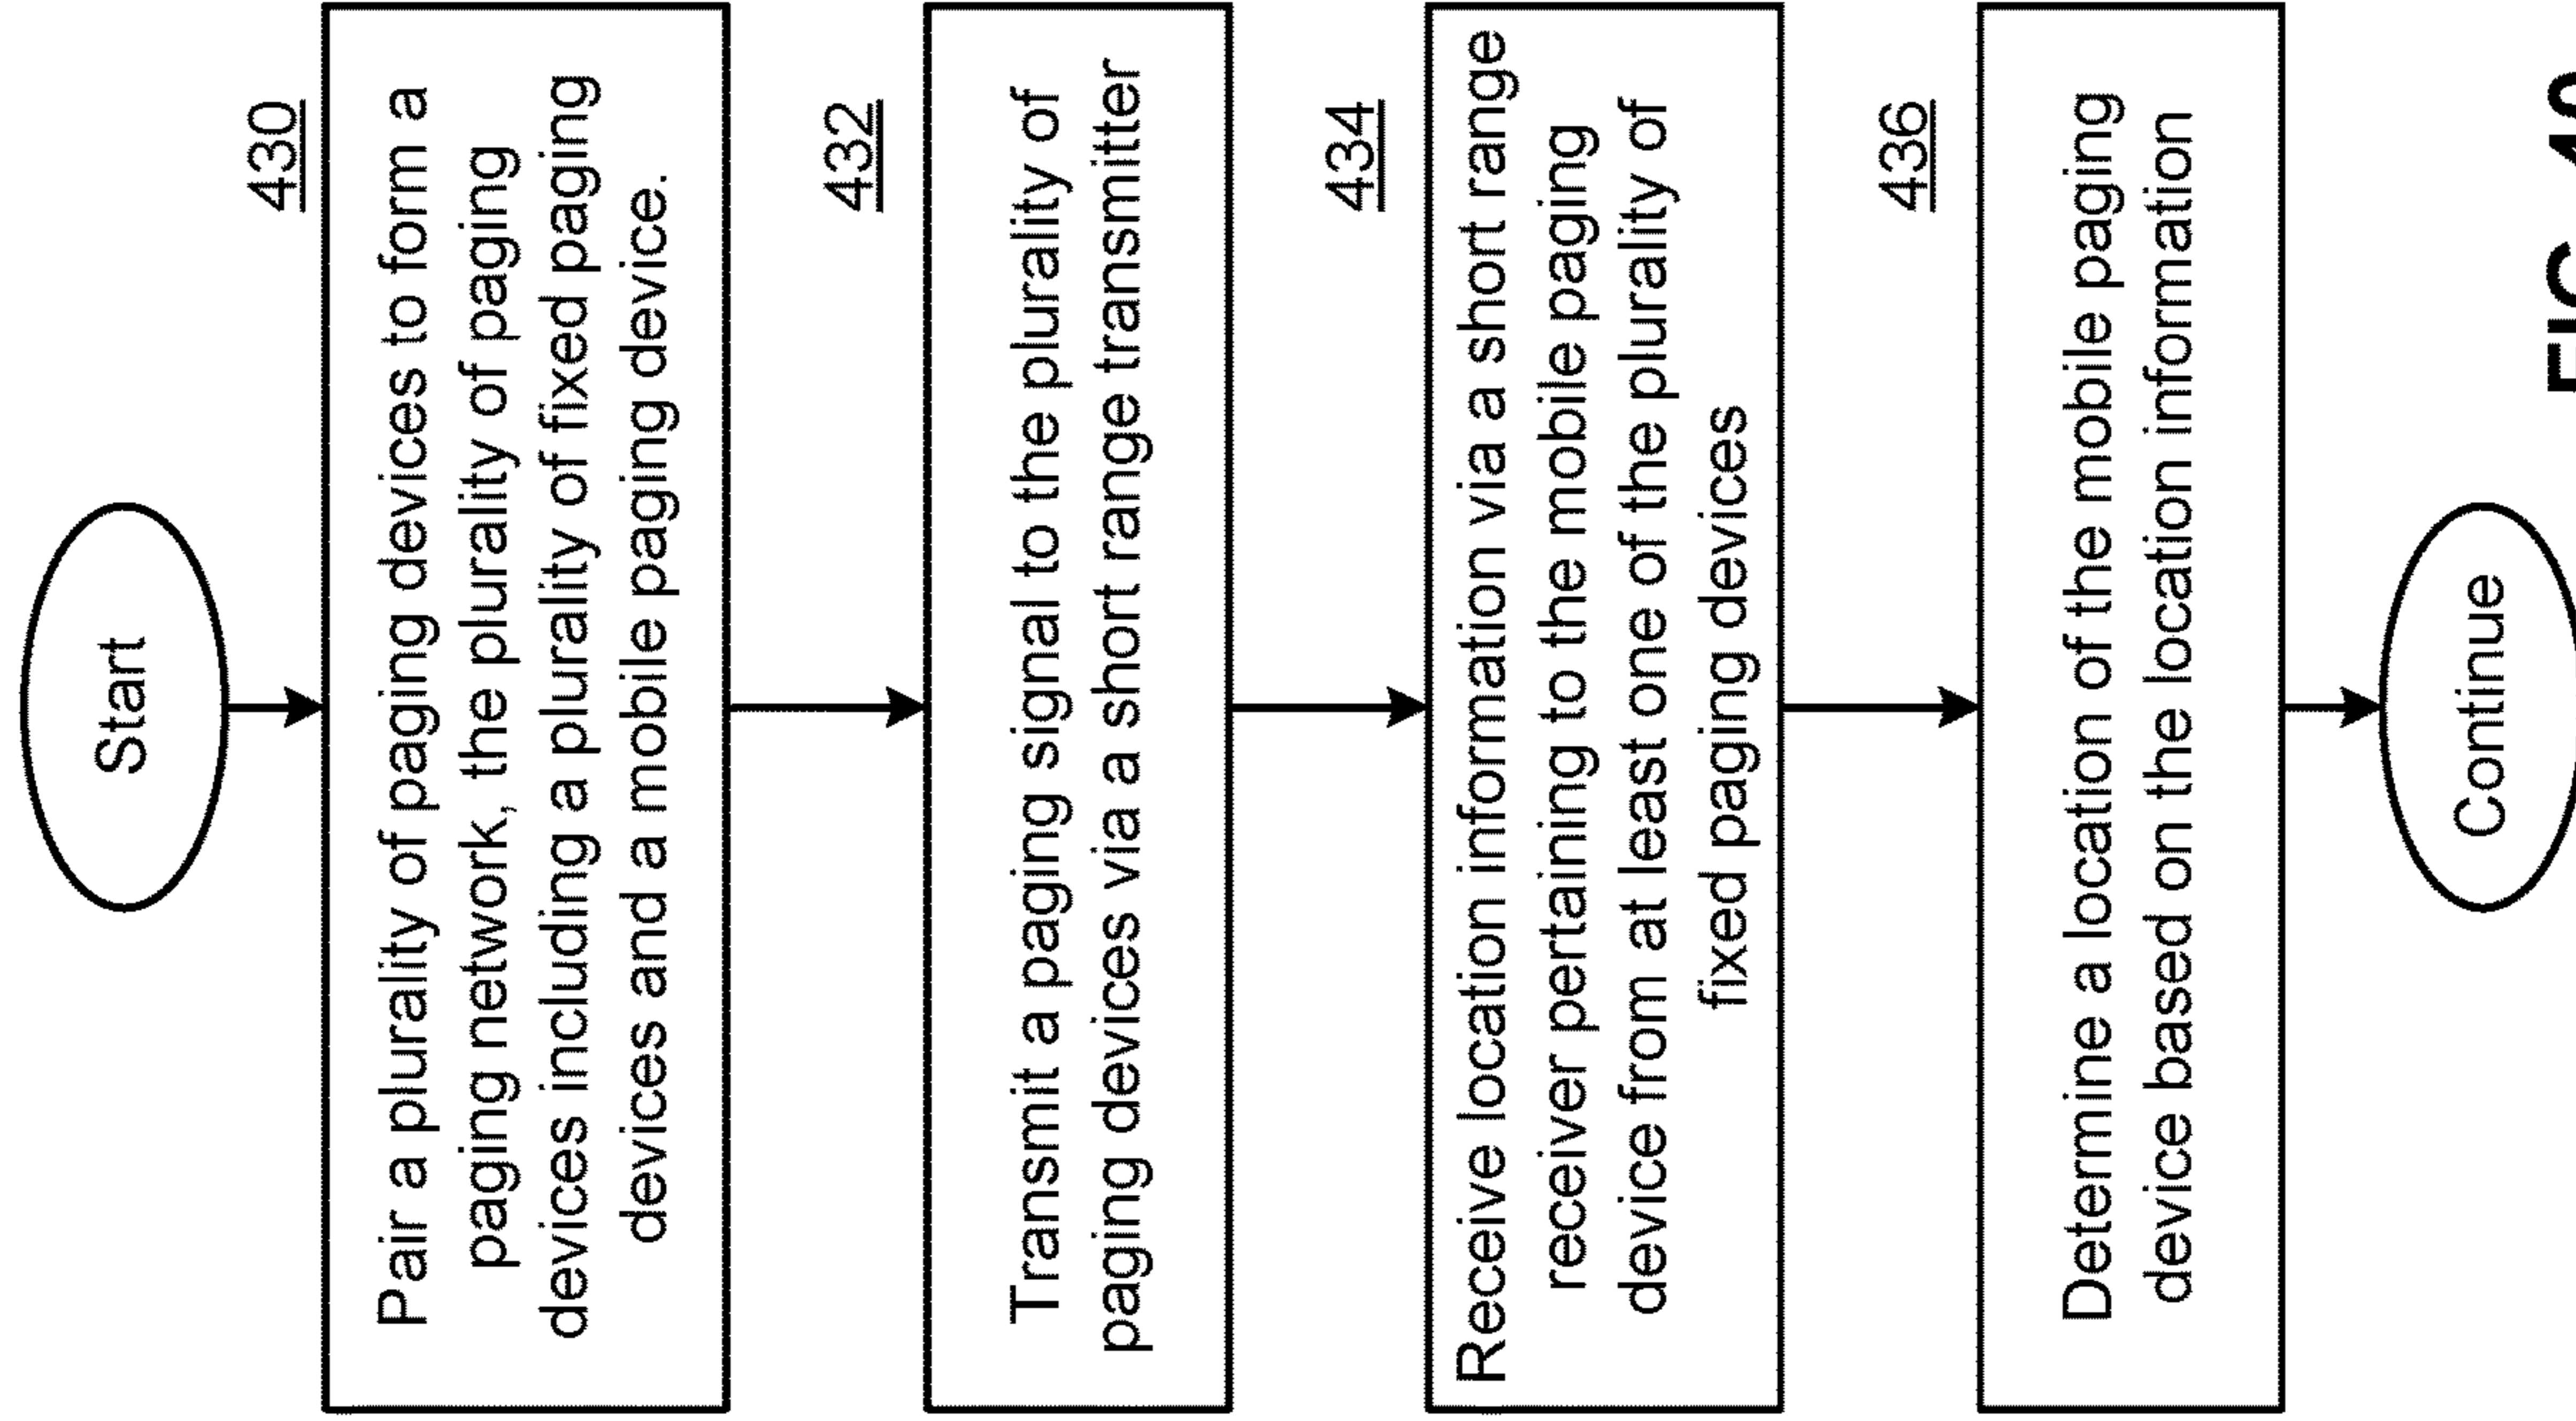 Start
430
Pair a plurality of paging devices to form a
paging network, the plurality of paging
devices including a plurality of fixed paging
devices and a mobile paging device.
432
Transmit a paging signal to the plurality of
paging devices via a short range transmitter
434
Receive location information via a short range
receiver pertaining to the mobile paging
device from at least one of the plurality of
fixed paging devices
436
Determine a location of the mobile paging
device based on the location information
Continue